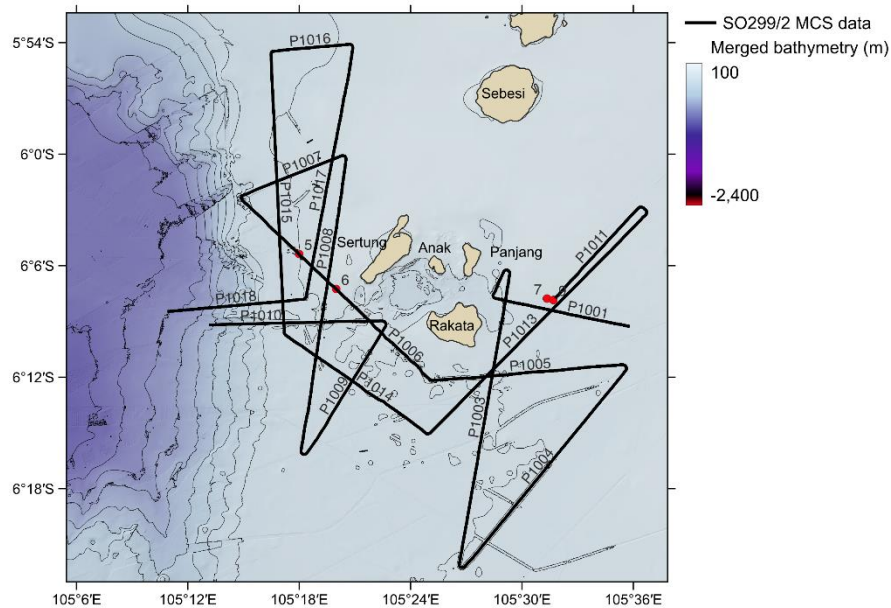 SO299/2 MCS data
Merged bathymetry (m)
100
-2,400
5°54'S
6°0'S
6°6'S
6°12'S
6°18'S
P1016
Sebesi
P1007
P1017
P1015
P1008
5
Sertung
Anak
Panjang
P1011
6
7
P1018
P1010
Rakata
P1001
P1013
P1006
P1005
P1009
P1014
P1003
P1004
105°6'E
105°12'E
105°18'E
105°24'E
105°30'E
105°36'E